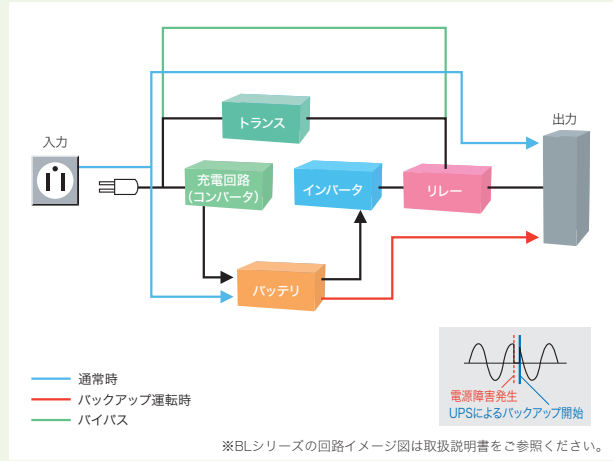 トランス
入力
出力
充電回路
(コンバータ)
インバータ
リレー
バッテリ
通常時
バックアップ運転時
バイパス
電源障害発生
UPSによるバックアップ開始
※BLシリーズの回路イメージ図は取扱説明書をご参照ください。